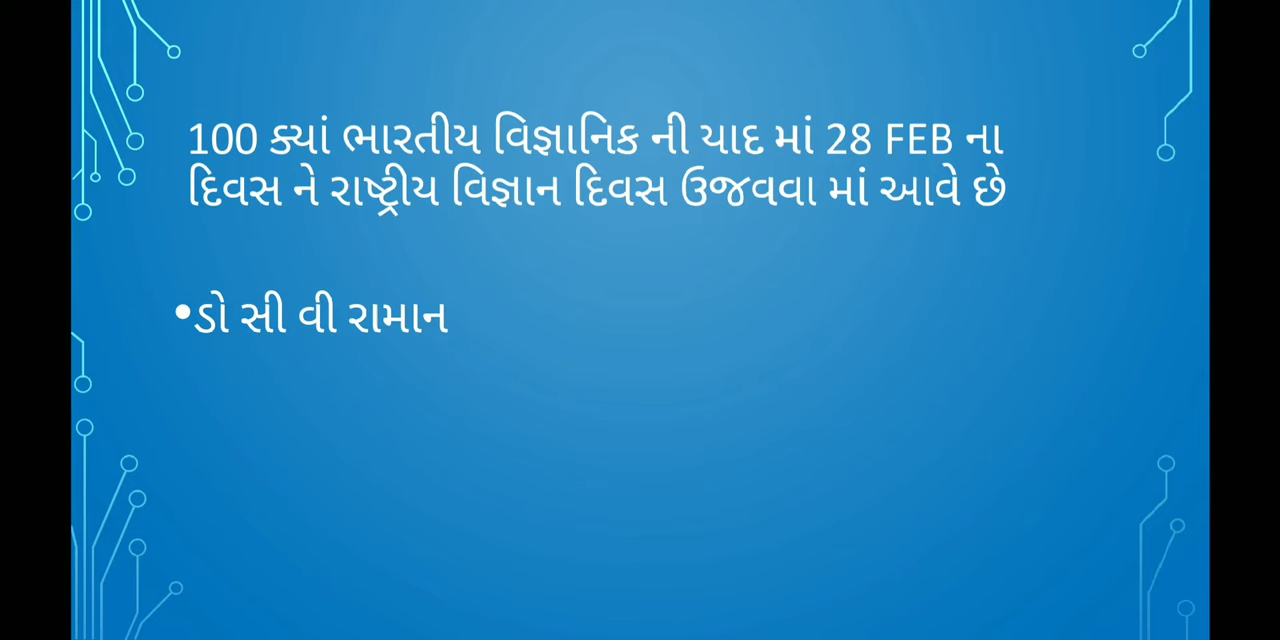 100 ક્યાં ભારતીય વિજ્ઞાનિક ની યાદ માં 28 FEB ના
દિવસ ને રાષ્ટ્રીય વિજ્ઞાન દિવસ ઉજવવા માં આવે છે
•ડો સી વી રામાન